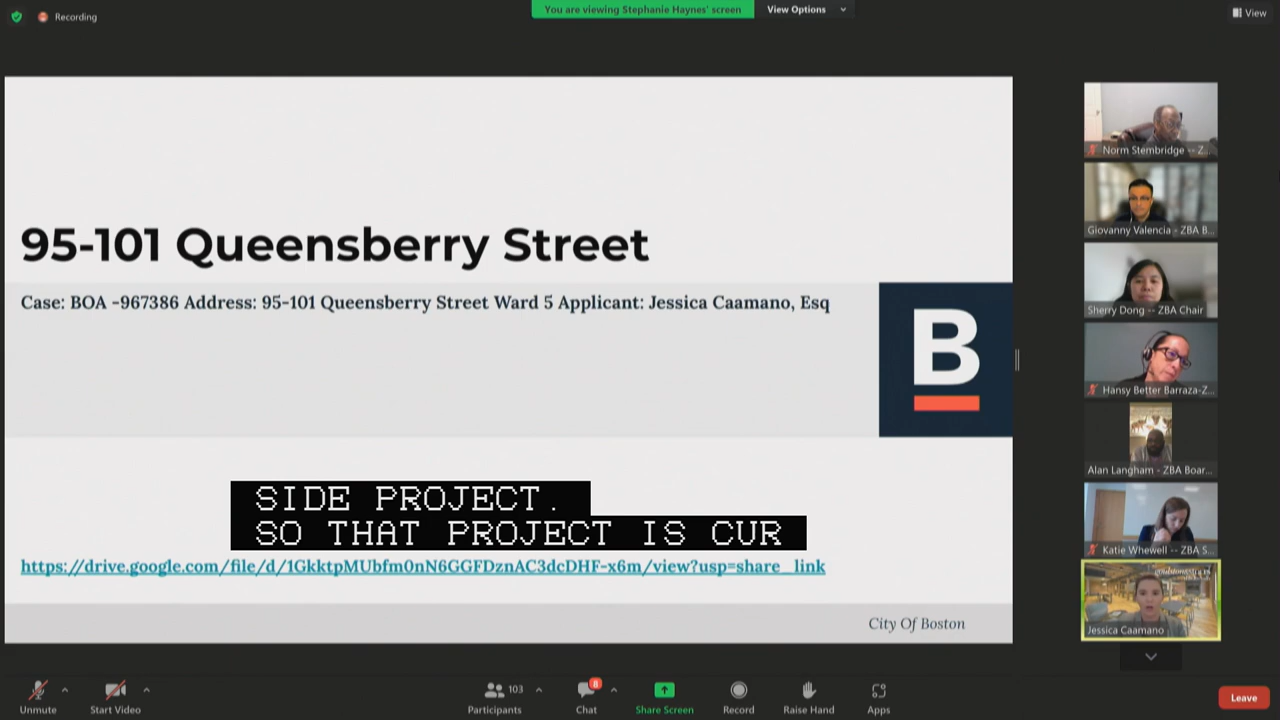 Recording
You are viewing Stephanie Haynes' screen
View Options
View
95-101 Queensberry Street
Case: BOA -967386 Address: 95-101 Queensberry Street Ward 5 Applicant: Jessica Caamano, Esq
B
SIDE PROJECT.
SO THAT PROJECT IS CUR
https://drive.google.com/file/d/1GkktpMUbfm0nN6GGFDznAC3dcDHF-x6m/view?usp=share_link
City Of Boston
Norm Stembridge -- Z...
Giovanny Valencia - ZBA B...
Sherry Dong -- ZBA Chair
Hansy Better Barraza-Z...
Alan Langham - ZBA Boar...
Katie Whewell -- ZBA S...
Jessica Caamano
Unmute
Start Video
Participants
103
Chat
8
Share Screen
Record
Raise Hand
Apps
Leave